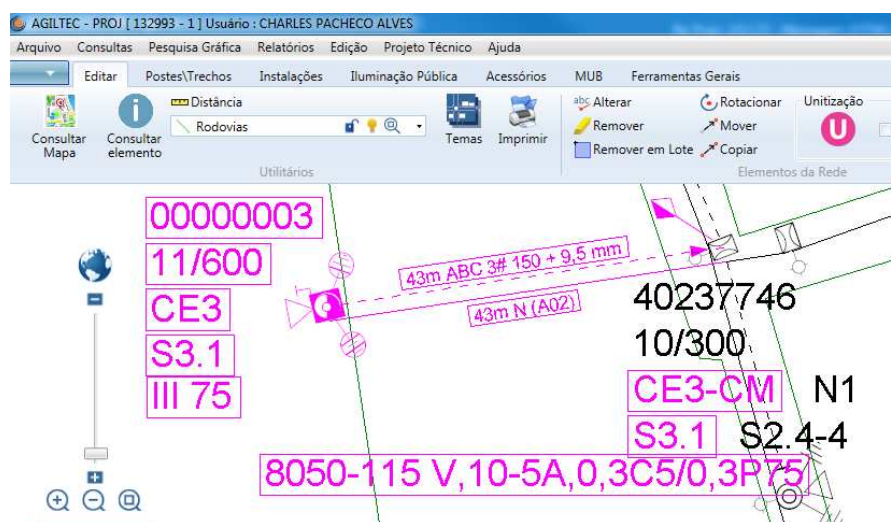 AGILTEC - PROJ [ 132993 - 1 ] Usuário : CHARLES PACHECO ALVES
Arquivo Consultas Pesquisa Gráfica Relatórios Edição Projeto Técnico Ajuda
Editar Postes\Trechos Instalações Iluminação Pública Acessórios MUB Ferramentas Gerais
Consultar Mapa
Consultar elemento
Distância
Rodovias
Temas
Imprimir
Utilitários
abc Alterar
Remover
Remover em Lote
Rotacionar
Mover
Copiar
Elementos da Rede
Unitização
U
00000003
11/600
CE3
S3.1
III 75
43m ABC 3# 150 + 9,5 mm
43m N (A02)
40237746
10/300
CE3-CM N1
S3.1 S2.4-4
8050-115 V,10-5A,0,3C5/0,3P75